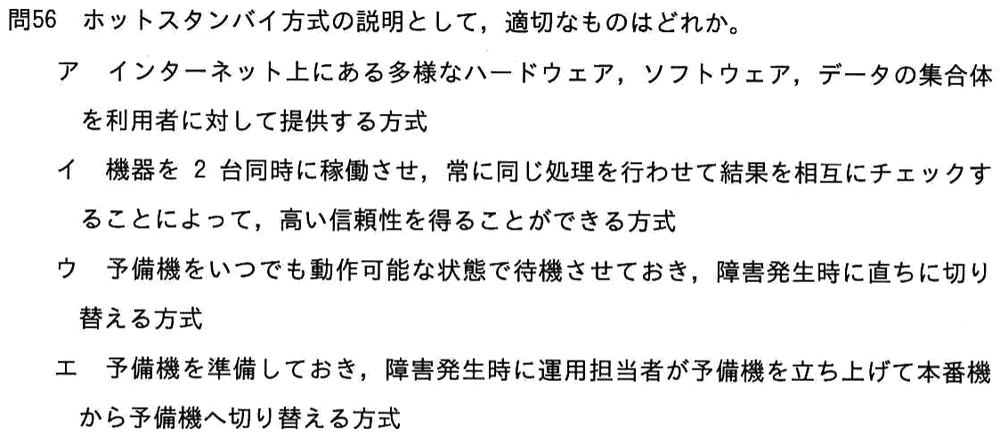 問56　ホットスタンバイ方式の説明として，適切なものはどれか。
ア　インターネット上にある多様なハードウェア，ソフトウェア，データの集合体
を利用者に対して提供する方式
イ　機器を 2 台同時に稼働させ，常に同じ処理を行わせて結果を相互にチェックす
ることによって，高い信頼性を得ることができる方式
ウ　予備機をいつでも動作可能な状態で待機させておき，障害発生時に直ちに切り
替える方式
エ　予備機を準備しておき，障害発生時に運用担当者が予備機を立ち上げて本番機
から予備機へ切り替える方式